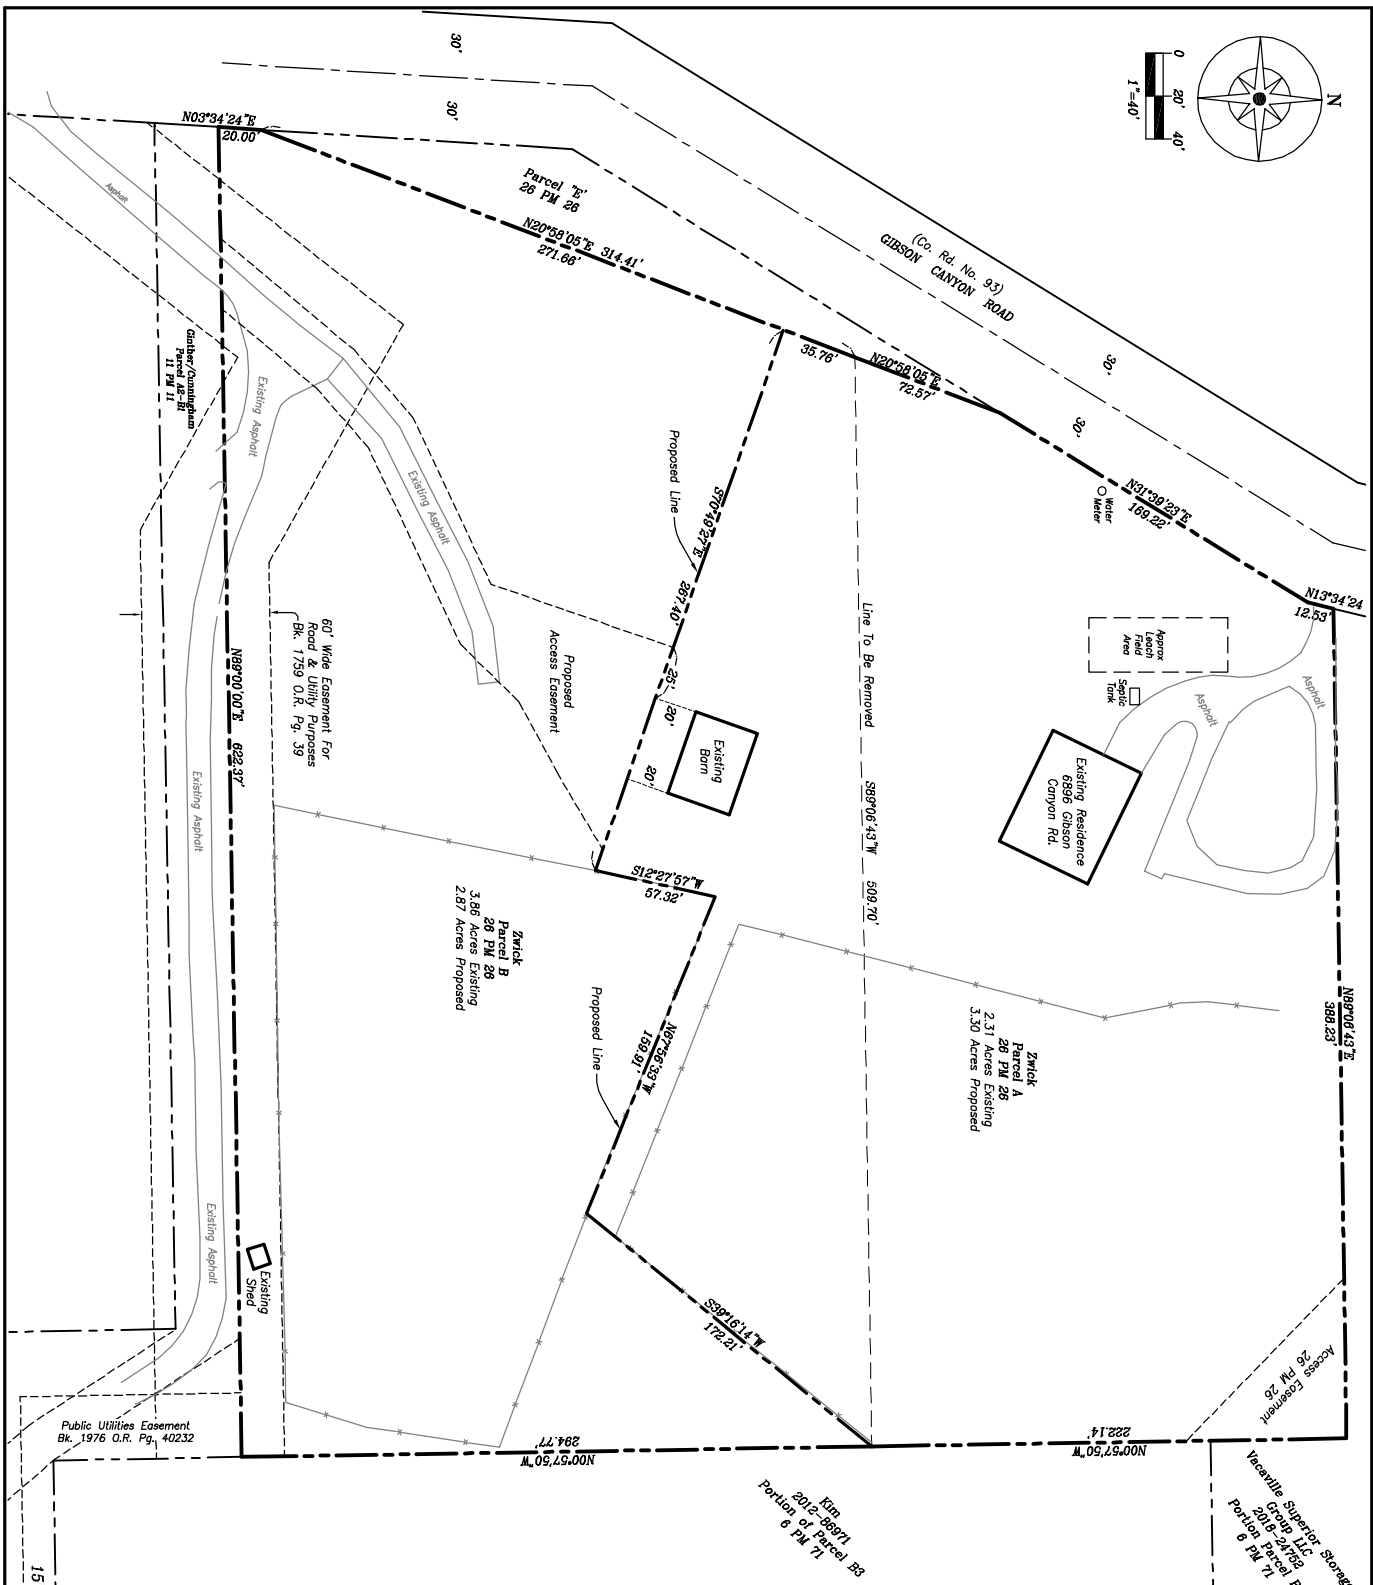 N
0
20'
40'
1"=40'
30'
30'
(Co. Rd. No. 93)
GIBSON CANYON ROAD
30'
30'
N03°34'24"E
20.00'
Parcel "E'
26 PM 26
N20°58'05"E 314.41'
271.66'
35.76'
N20°58'05"E
72.57'
N31°39'23"E
169.22'
N13°34'24
12.53'
Water
Meter
Approx
Leach
Field
Area
Septic
Tank
Asphalt
Asphalt
Existing Residence
6896 Gibson
Canyon Rd.
N89°06'43"E
388.23'
Line To Be Removed
S89°06'43"W 509.70'
Proposed Line
S70°49'27"E 267.40'
25'
20'
20'
Existing
Barn
Proposed
Access Easement
S12°27'57"W
57.32'
N67°56'33"W
159.91'
Proposed Line
S39°16'14"W
172.21'
Zwick
Parcel A
26 PM 26
2.31 Acres Existing
3.30 Acres Proposed
Zwick
Parcel B
26 PM 26
3.86 Acres Existing
2.87 Acres Proposed
Asphalt
Existing Asphalt
Existing Asphalt
Ginther/Cunningham
Parcel A2-B1
11 PM 11
60' Wide Easement For
Road & Utility Purposes
Bk. 1759 O.R. Pg. 39
N89°00'00"E 622.37'
Existing Asphalt
Existing Asphalt
Existing
Shed
Public Utilities Easement
Bk. 1976 O.R. Pg. 40232
294.77'
N00°57'50"W
222.14'
N00°57'50"W
Access Easement
26 PM 26
Kim
2012-86971
Portion of Parcel B3
6 PM 71
Vacaville Superior Storage
Group LLC
2018-24752
Portion Parcel
6 PM 71
15